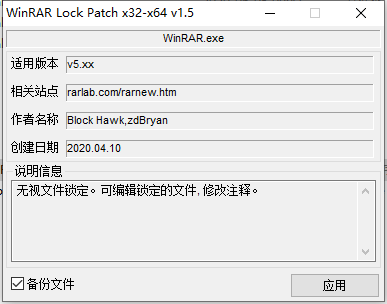 WinRAR Lock Patch x32-x64 v1.5
WinRAR.exe
适用版本 v5.xx
相关站点 rarlab.com/rarnew.htm
作者名称 Block Hawk,zdBryan
创建日期 2020.04.10
说明信息
无视文件锁定。可编辑锁定的文件, 修改注释。
备份文件 应用